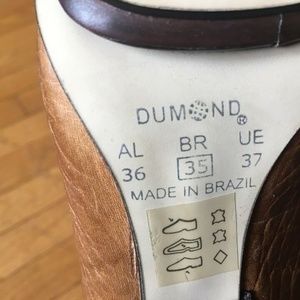 DUMOND®
AL BR UE
36 35 37
MADE IN BRAZIL